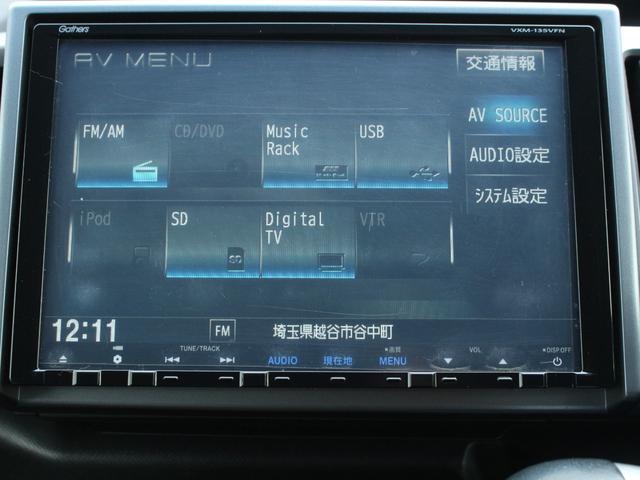 Gathers
VXM-135VFN
AV MENU
交通情報
FM/AM
CD/DVD
Music Rack
USB
AV SOURCE
AUDIO設定
システム設定
iPod
SD
Digital TV
VTR
SD
12:11
FM
埼玉県越谷市谷中町
TUNE/TRACK
AUDIO
現在地
●画質
MENU
VOL
●DISP OFF